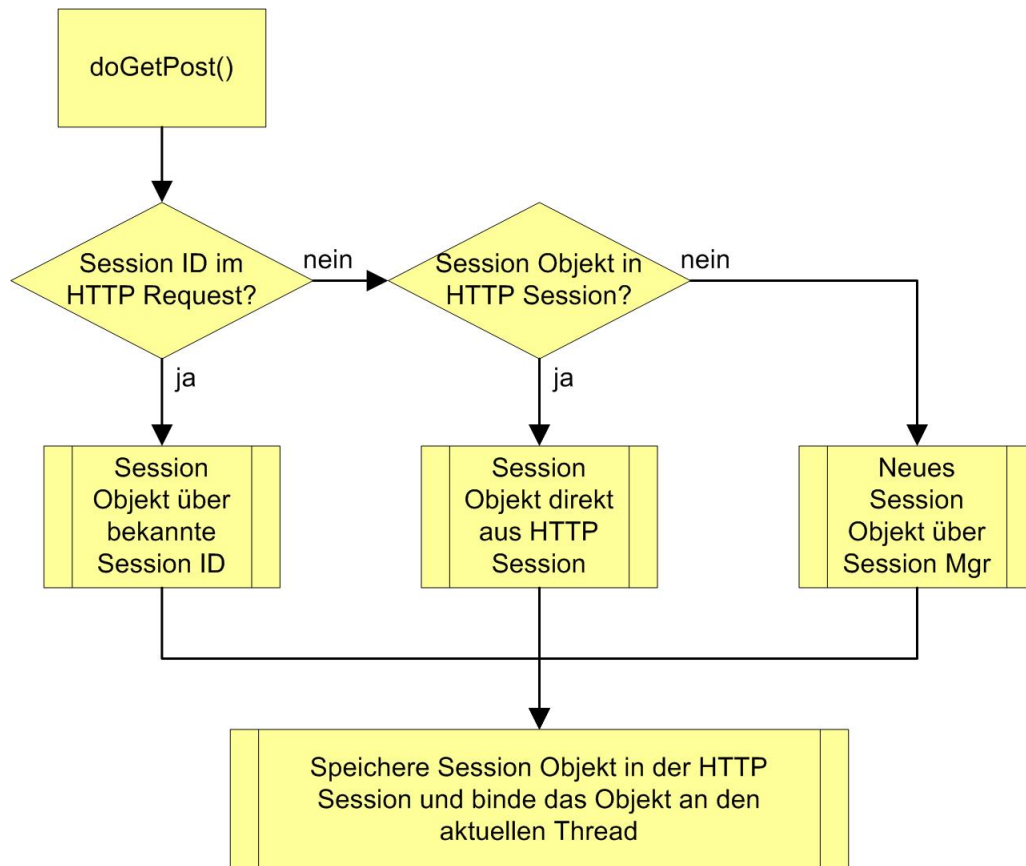 doGetPost()
Session ID im
HTTP Request?
nein
Session Objekt in
HTTP Session?
nein
ja
ja
Session
Objekt über
bekannte
Session ID
Session
Objekt direkt
aus HTTP
Session
Neues
Session
Objekt über
Session Mgr
Speichere Session Objekt in der HTTP
Session und binde das Objekt an den
aktuellen Thread